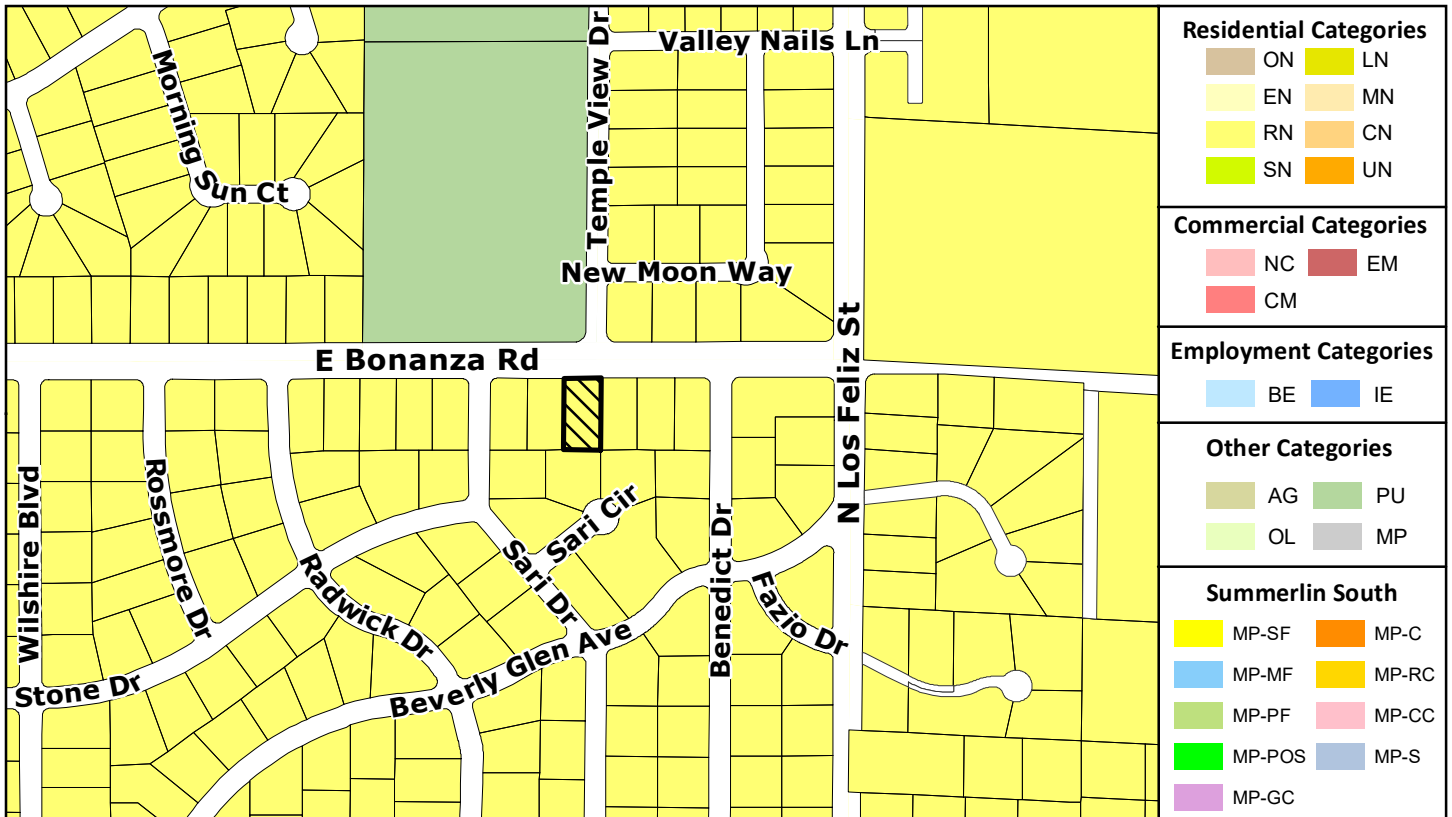 Valley Nails Ln
Temple View Dr
Morning Sun Ct
New Moon Way
E Bonanza Rd
N Los Feliz St
Wilshire Blvd
Rossmore Dr
Radwick Dr
Sari Cir
Sari Dr
Benedict Dr
Fazio Dr
Stone Dr
Beverly Glen Ave
Residential Categories
ON LN
EN MN
RN CN
SN UN
Commercial Categories
NC EM
CM
Employment Categories
BE IE
Other Categories
AG PU
OL MP
Summerlin South
MP-SF MP-C
MP-MF MP-RC
MP-PF MP-CC
MP-POS MP-S
MP-GC